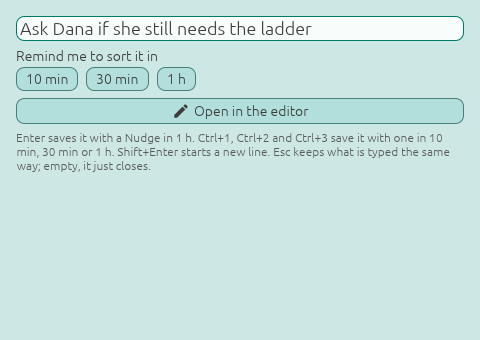 Ask Dana if she still needs the ladder
Remind me to sort it in
10 min 30 min 1 h
Open in the editor
Enter saves it with a Nudge in 1 h. Ctrl+1, Ctrl+2 and Ctrl+3 save it with one in 10
min, 30 min or 1 h. Shift+Enter starts a new line. Esc keeps what is typed the same
way; empty, it just closes.